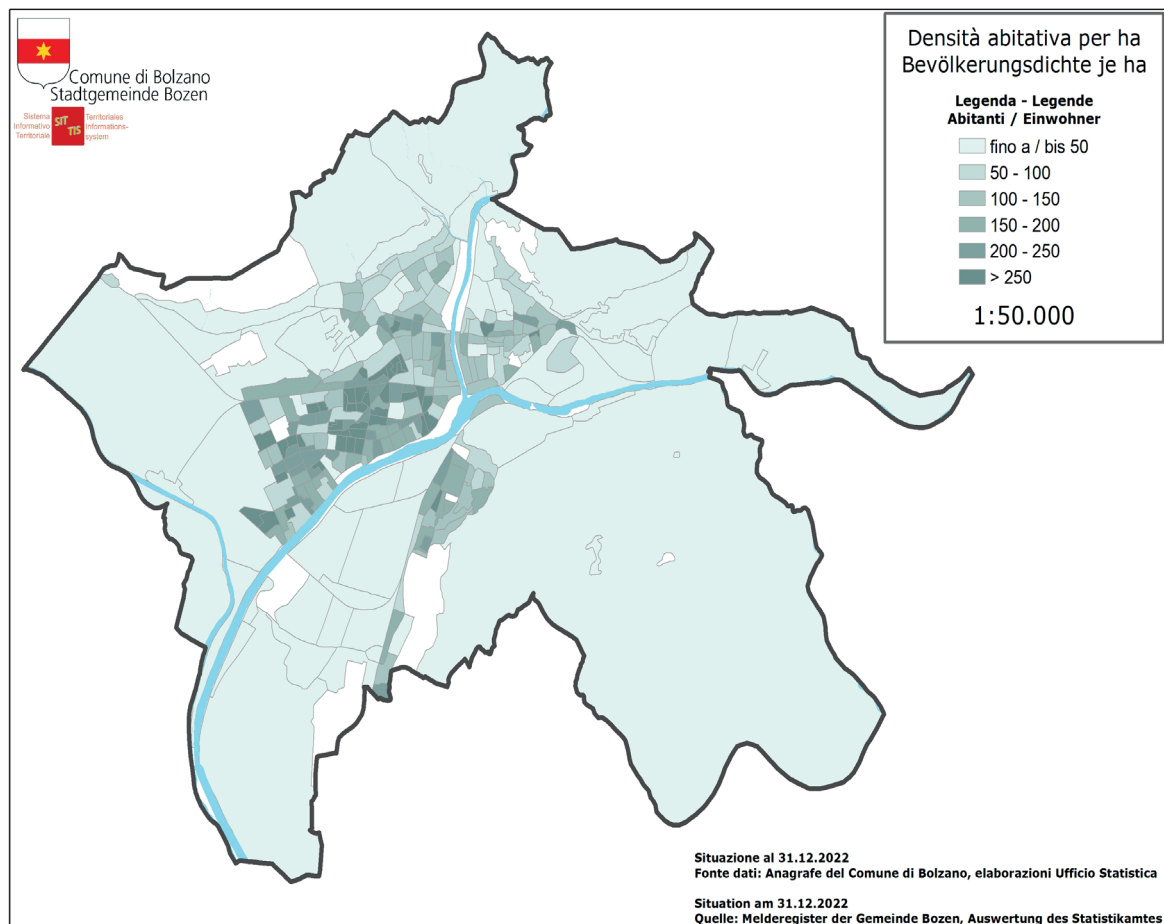 Comune di Bolzano
Stadtgemeinde Bozen
Sistema
Informativo
Territoriale
SIT
TIS
Territoriales
Informations-
system
Densità abitativa per ha
Bevölkerungsdichte je ha
Legenda - Legende
Abitanti / Einwohner
fino a / bis 50
50 - 100
100 - 150
150 - 200
200 - 250
> 250
1:50.000
Situazione al 31.12.2022
Fonte dati: Anagrafe del Comune di Bolzano, elaborazioni Ufficio Statistica
Situation am 31.12.2022
Quelle: Melderegister der Gemeinde Bozen, Auswertung des Statistikamtes